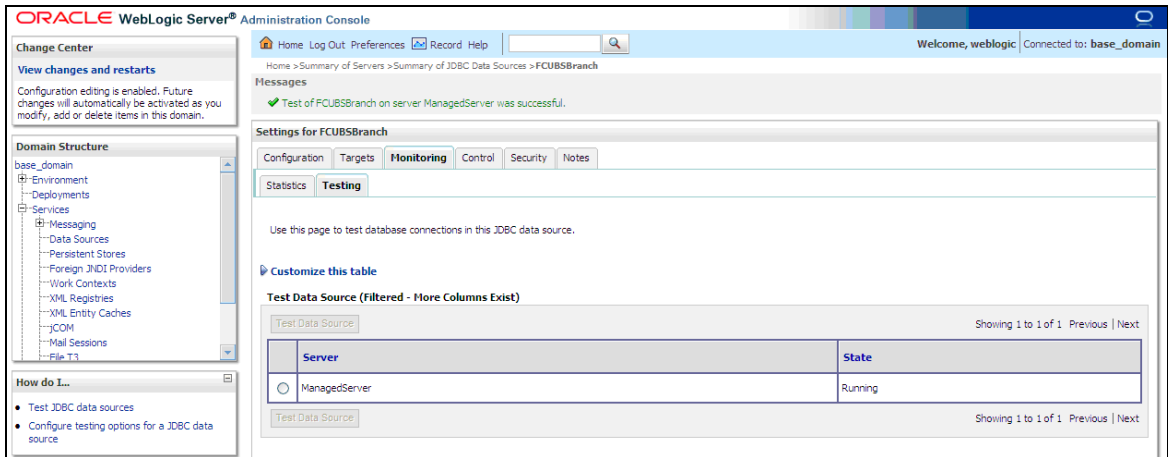 ORACLE WebLogic Server® Administration Console
Change Center
View changes and restarts
Configuration editing is enabled. Future
changes will automatically be activated as you
modify, add or delete items in this domain.
Domain Structure
base_domain
Environment
Deployments
Services
Messaging
Data Sources
Persistent Stores
Foreign JNDI Providers
Work Contexts
XML Registries
XML Entity Caches
jCOM
Mail Sessions
File T3
How do I...
Test JDBC data sources
Configure testing options for a JDBC data
source
Home Log Out Preferences Record Help
Welcome, weblogic Connected to: base_domain
Home >Summary of Servers >Summary of JDBC Data Sources >FCUBSBranch
Messages
Test of FCUBSBranch on server ManagedServer was successful.
Settings for FCUBSBranch
Configuration Targets Monitoring Control Security Notes
Statistics Testing
Use this page to test database connections in this JDBC data source.
Customize this table
Test Data Source (Filtered - More Columns Exist)
Test Data Source Showing 1 to 1 of 1 Previous | Next
Server State
ManagedServer Running
Test Data Source Showing 1 to 1 of 1 Previous | Next